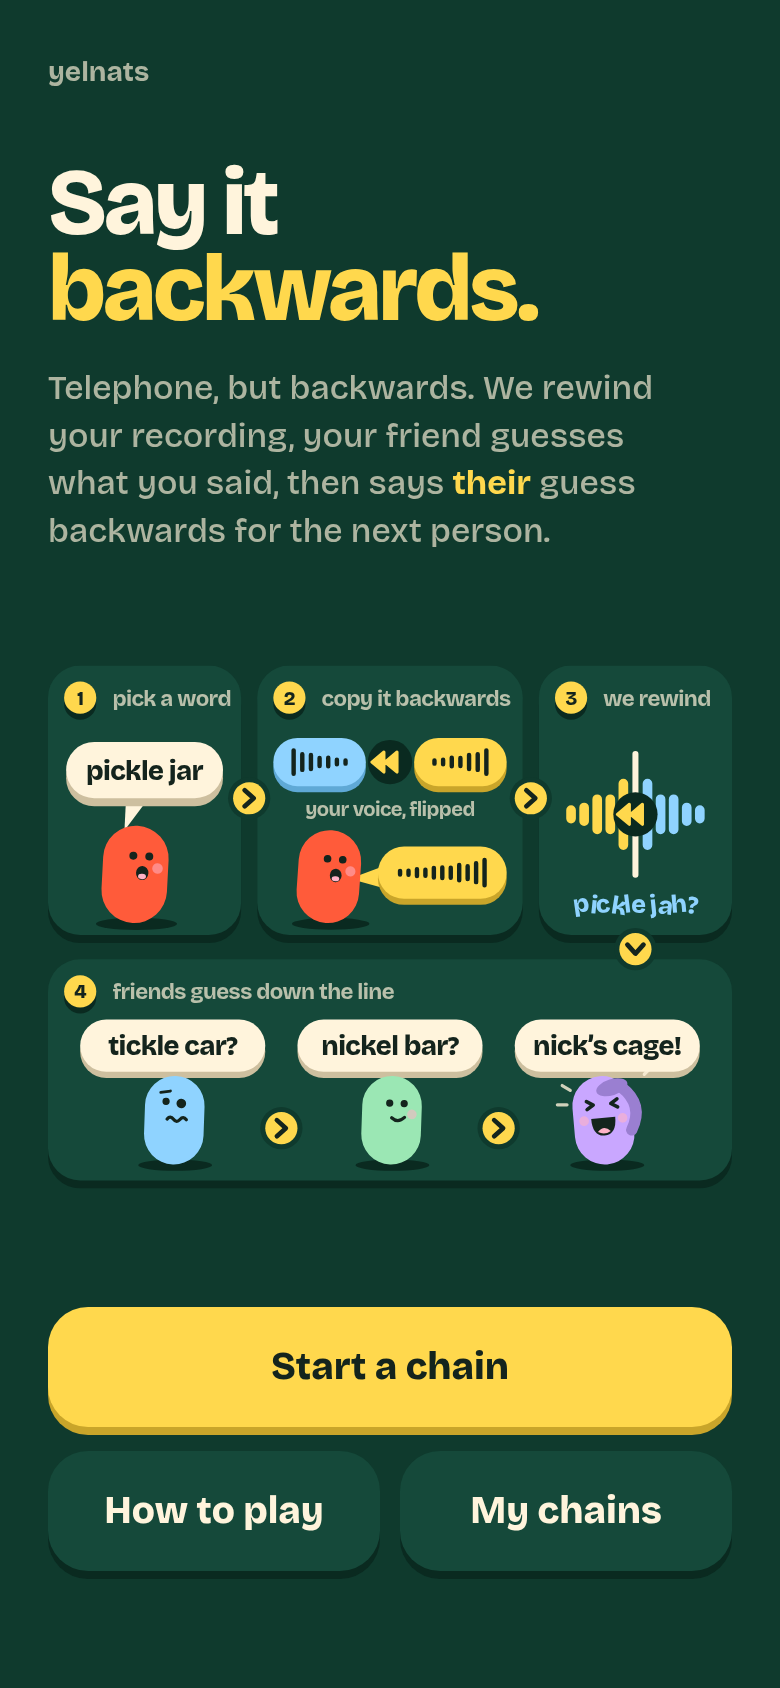 yelnats
Say it
backwards.
Telephone, but backwards. We rewind
your recording, your friend guesses
what you said, then says their guess
backwards for the next person.
1 pick a word
pickle jar
2 copy it backwards
your voice, flipped
3 we rewind
pickle jah?
4 friends guess down the line
tickle car?
nickel bar?
nick's cage!
Start a chain
How to play
My chains